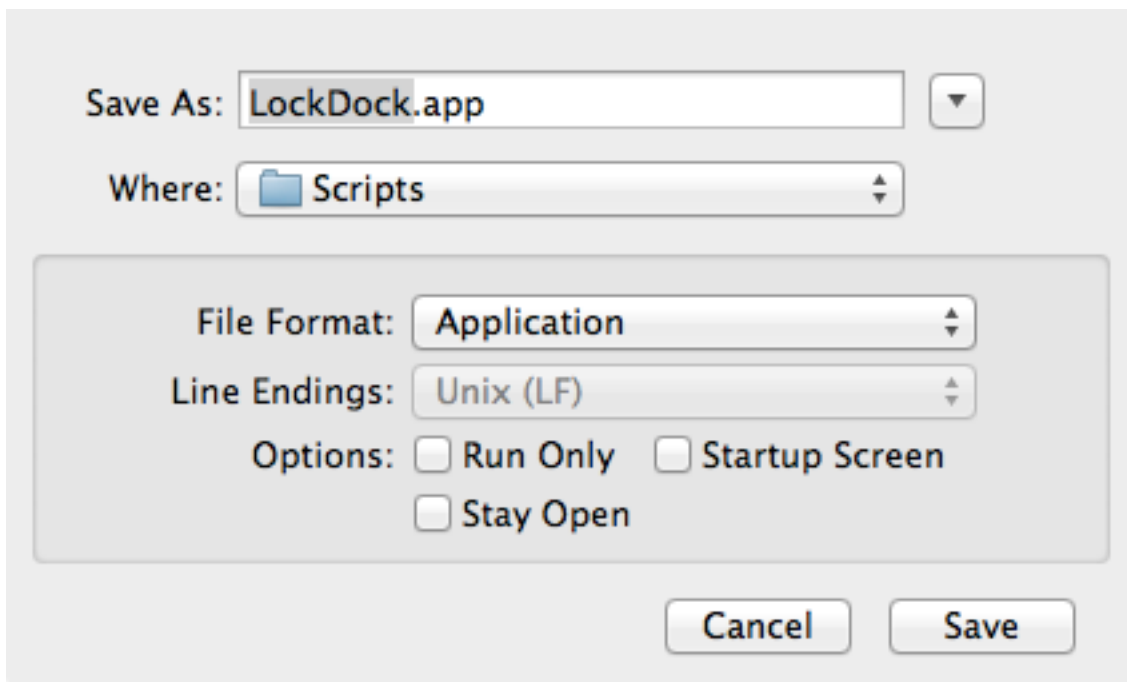 Save As: LockDock.app
Where: Scripts
File Format: Application
Line Endings: Unix (LF)
Options: Run Only Startup Screen
Stay Open
Cancel Save